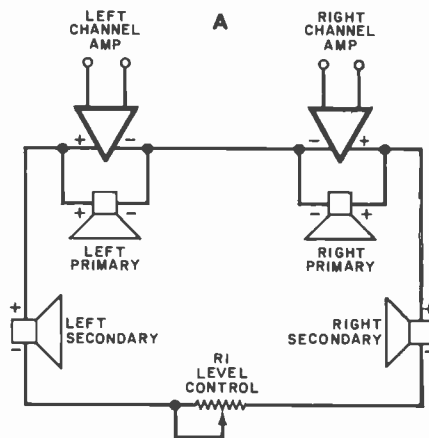 LEFT
CHANNEL
AMP
A
RIGHT
CHANNEL
AMP
+ −
− +
+ −
− +
LEFT
PRIMARY
RIGHT
PRIMARY
+
−
LEFT
SECONDARY
+
−
RIGHT
SECONDARY
R1
LEVEL
CONTROL